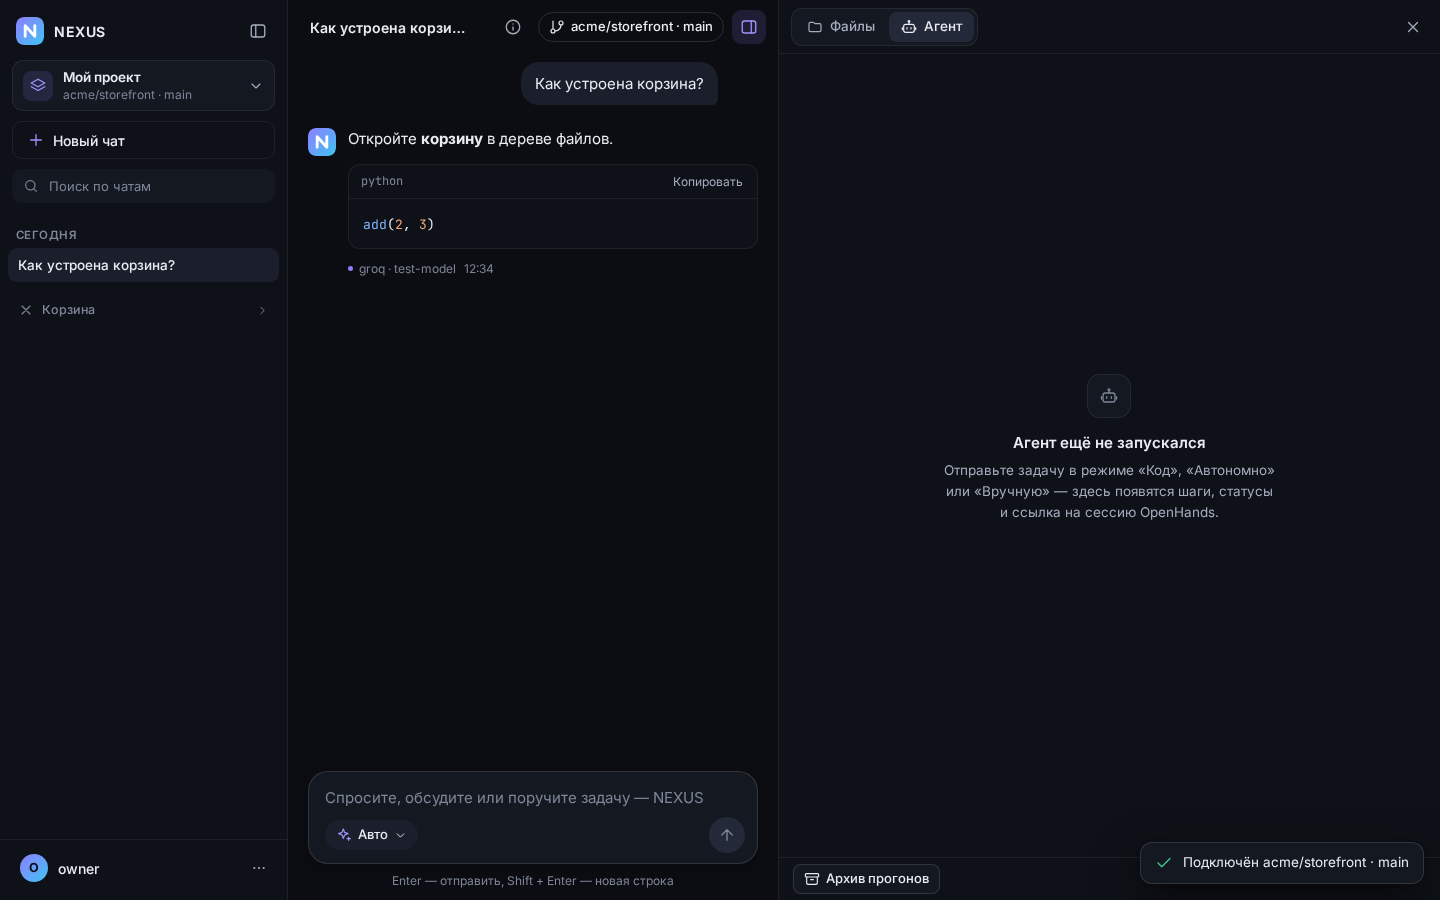 NEXUS
Мой проект
acme/storefront · main
Новый чат
Поиск по чатам
СЕГОДНЯ
Как устроена корзина?
Корзина
O
owner
Как устроена корзи...
acme/storefront · main
Как устроена корзина?
Откройте корзину в дереве файлов.
python
Копировать
add(2, 3)
groq · test-model 12:34
Спросите, обсудите или поручите задачу — NEXUS
Авто
Enter — отправить, Shift + Enter — новая строка
Файлы
Агент
Агент ещё не запускался
Отправьте задачу в режиме «Код», «Автономно»
или «Вручную» — здесь появятся шаги, статусы
и ссылка на сессию OpenHands.
Архив прогонов
Подключён acme/storefront · main